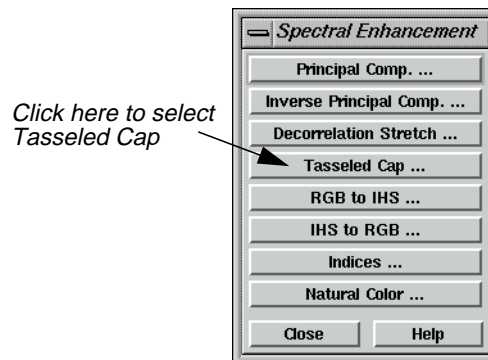 Spectral Enhancement
Principal Comp. ...
Inverse Principal Comp. ...
Click here to select
Tasseled Cap
Decorrelation Stretch ...
Tasseled Cap ...
RGB to IHS ...
IHS to RGB ...
Indices ...
Natural Color ...
Close Help